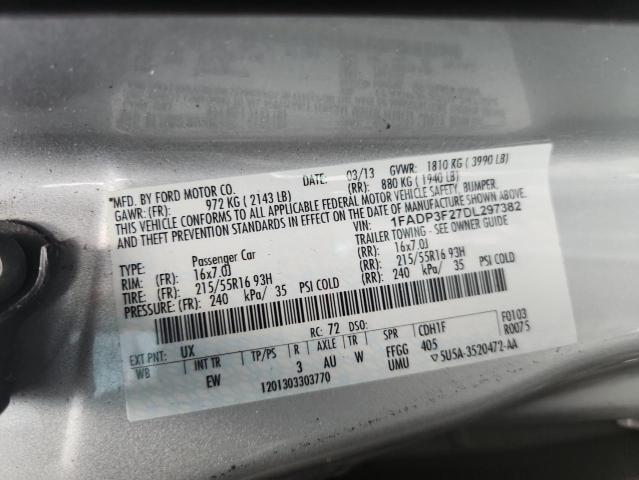 *MFD. BY FORD MOTOR CO. DATE: 03/13 GVWR: 1810 KG ( 3990 LB)
GAWR: (FR): 972 KG ( 2143 LB) (RR): 880 KG ( 1940 LB)
THIS VEHICLE CONFORMS TO ALL APPLICABLE FEDERAL MOTOR VEHICLE SAFETY, BUMPER,
AND THEFT PREVENTION STANDARDS IN EFFECT ON THE DATE OF MANUFACTURE SHOWN ABOVE.
VIN: 1FADP3F27DL297382
TYPE: Passenger Car TRAILER TOWING - SEE OWNER GUIDE
RIM: (FR): 16x7.0J (RR): 16x7.0J
TIRE: (FR): 215/55R16 93H (RR): 215/55R16 93H
PRESSURE: (FR): 240 kPa/ 35 PSI COLD (RR): 240 kPa/ 35 PSI COLD
EXT PNT: UX RC: 72 DSO: F0103
WB INT TR TP/PS R AXLE TR SPR CDH1F R0075
EW 3 AU W FFGG 405
UMU
1201303303770 ▽5U5A-3520472-AA